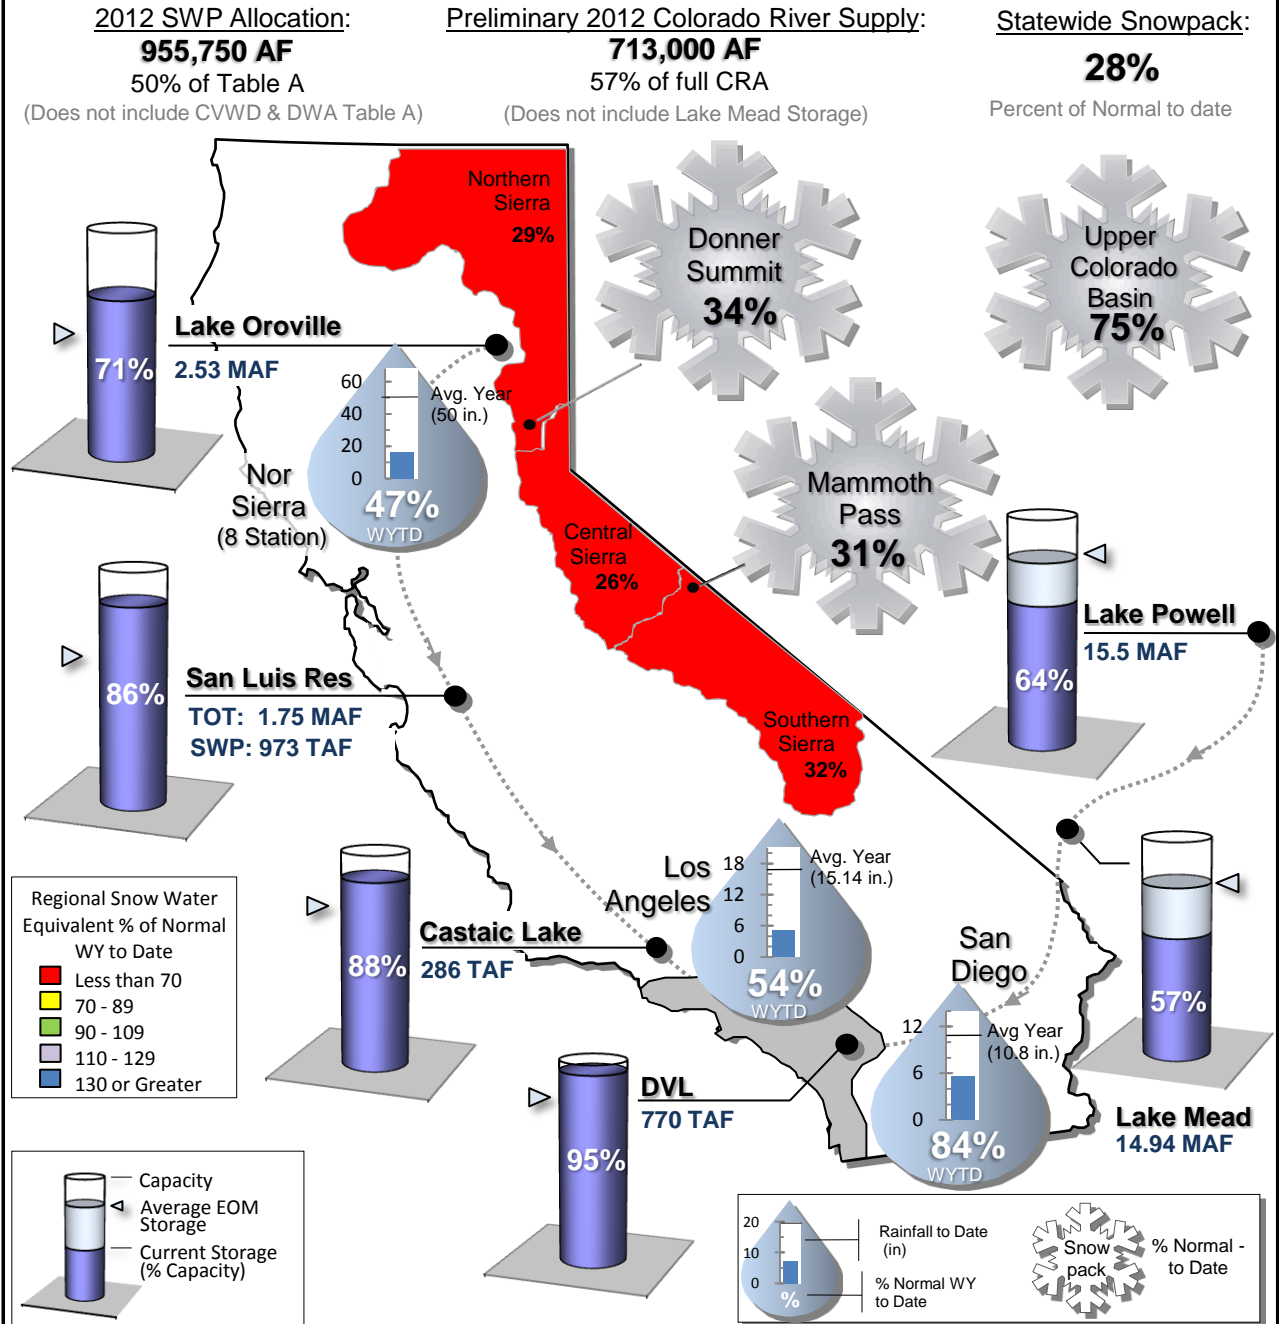 2012 SWP Allocation:
955,750 AF
50% of Table A
(Does not include CVWD & DWA Table A)
Preliminary 2012 Colorado River Supply:
713,000 AF
57% of full CRA
(Does not include Lake Mead Storage)
Statewide Snowpack:
28%
Percent of Normal to date
Northern
Sierra
29%
Donner
Summit
34%
Upper
Colorado
Basin
75%
71%
Lake Oroville
2.53 MAF
60
40
20
0
Avg. Year
(50 in.)
47%
WYTD
Nor
Sierra
(8 Station)
Central
Sierra
26%
Mammoth
Pass
31%
64%
Lake Powell
15.5 MAF
86%
San Luis Res
TOT: 1.75 MAF
SWP: 973 TAF
Southern
Sierra
32%
Regional Snow Water
Equivalent % of Normal
WY to Date
Less than 70
70 - 89
90 - 109
110 - 129
130 or Greater
88%
Castaic Lake
286 TAF
Los
Angeles
18
12
6
0
Avg. Year
(15.14 in.)
54%
WYTD
San
Diego
12
6
0
Avg Year
(10.8 in.)
84%
WYTD
57%
Lake Mead
14.94 MAF
95%
DVL
770 TAF
Capacity
Average EOM
Storage
Current Storage
(% Capacity)
20
10
0
%
Rainfall to Date
(in)
% Normal WY
to Date
Snow
pack
% Normal -
to Date